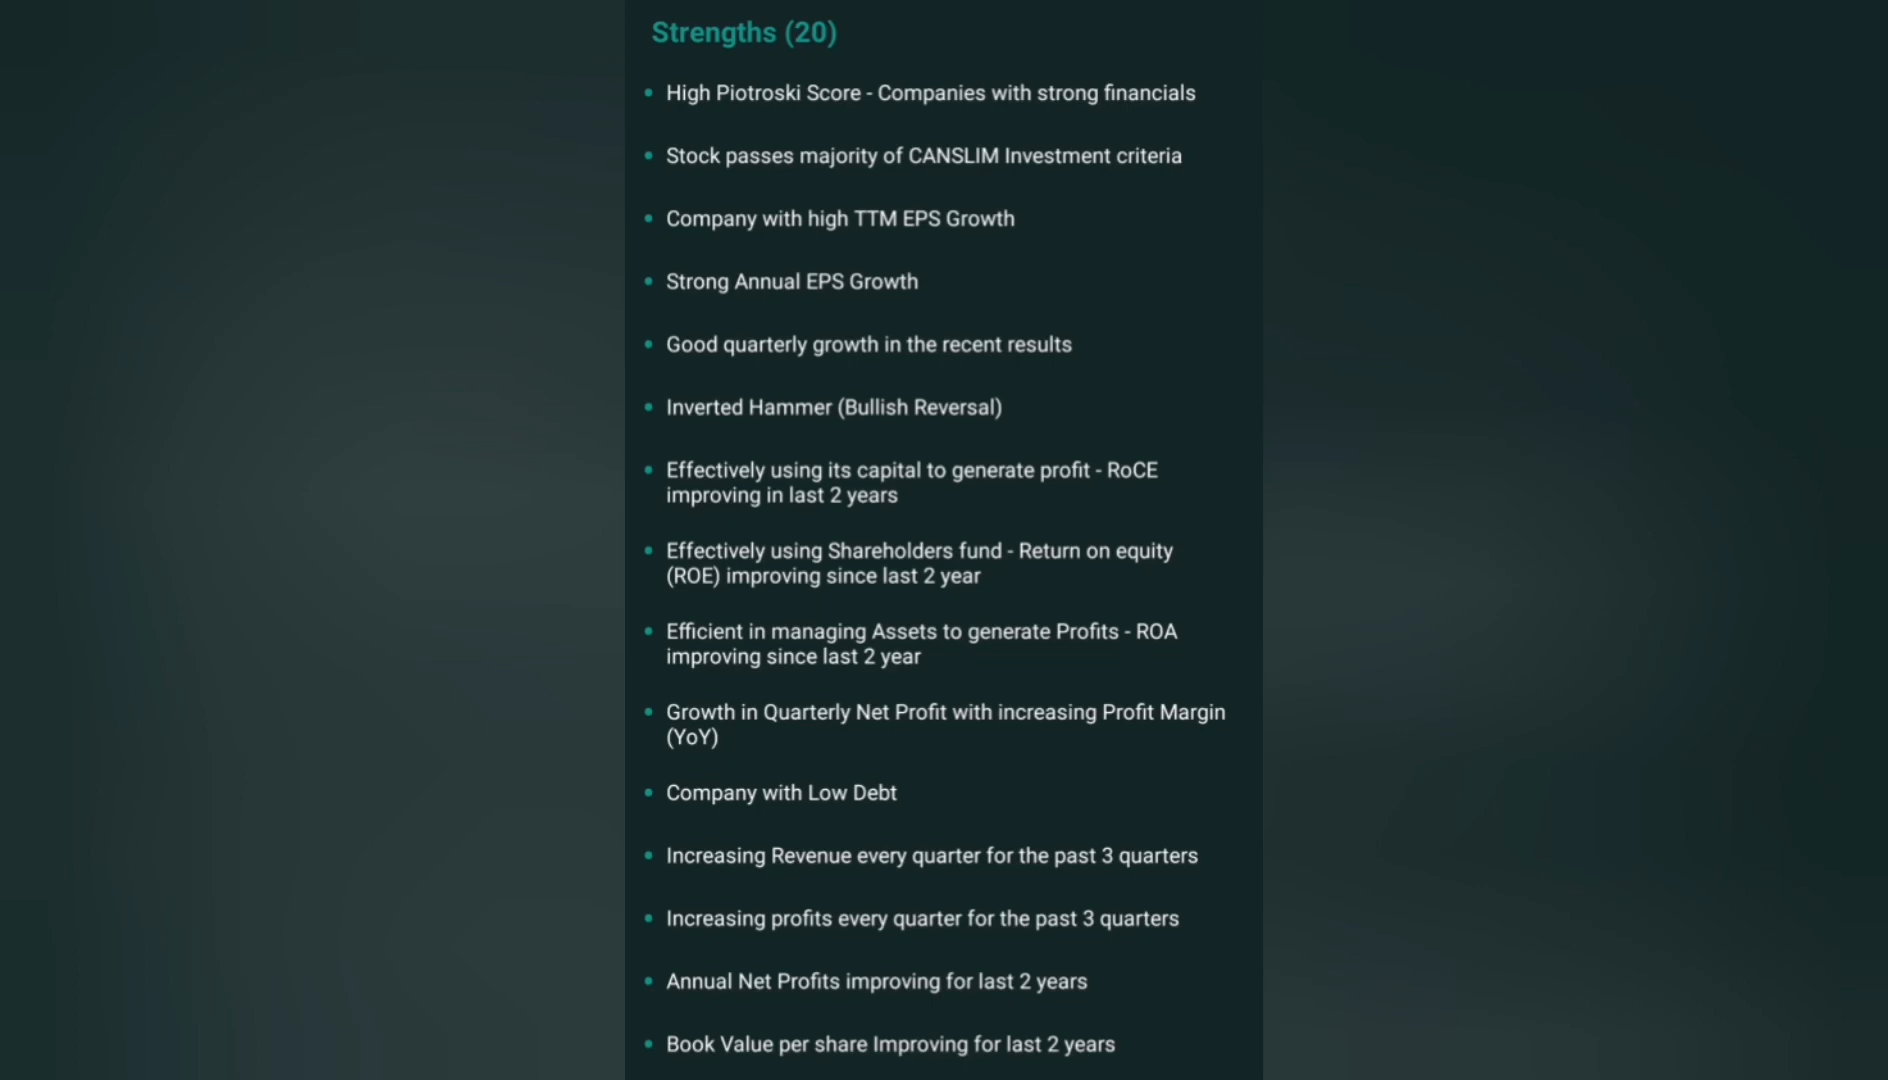 Strengths (20)
• High Piotroski Score - Companies with strong financials
• Stock passes majority of CANSLIM Investment criteria
• Company with high TTM EPS Growth
• Strong Annual EPS Growth
• Good quarterly growth in the recent results
• Inverted Hammer (Bullish Reversal)
• Effectively using its capital to generate profit - RoCE
improving in last 2 years
• Effectively using Shareholders fund - Return on equity
(ROE) improving since last 2 year
• Efficient in managing Assets to generate Profits - ROA
improving since last 2 year
• Growth in Quarterly Net Profit with increasing Profit Margin
(YoY)
• Company with Low Debt
• Increasing Revenue every quarter for the past 3 quarters
• Increasing profits every quarter for the past 3 quarters
• Annual Net Profits improving for last 2 years
• Book Value per share Improving for last 2 years